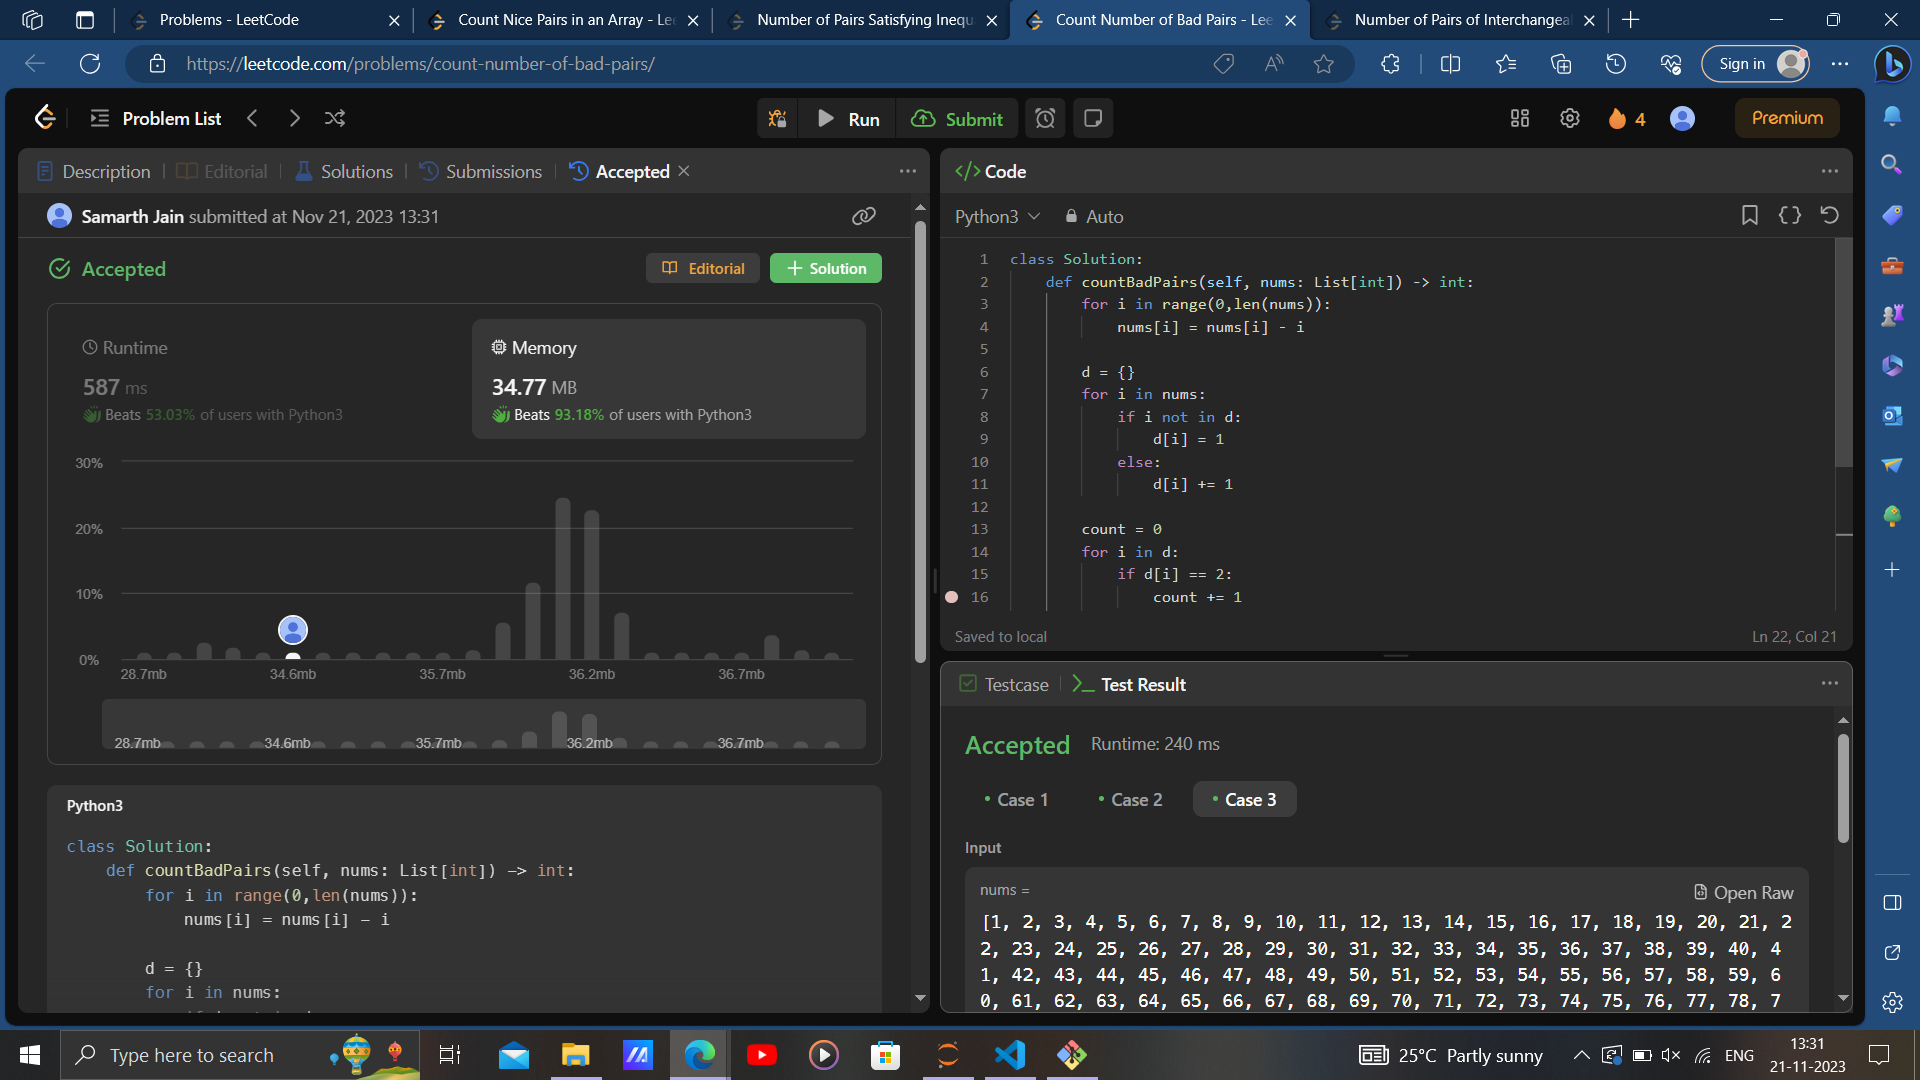 Problems - LeetCode
Count Nice Pairs in an Array - Le
Number of Pairs Satisfying Inequ
Count Number of Bad Pairs - Lee
Number of Pairs of Interchangeal
https://leetcode.com/problems/count-number-of-bad-pairs/
Sign in
Problem List
Run
Submit
4
Premium
Description
Editorial
Solutions
Submissions
Accepted
Samarth Jain submitted at Nov 21, 2023 13:31
Accepted
Editorial
Solution
Runtime
587 ms
Beats 53.03% of users with Python3
Memory
34.77 MB
Beats 93.18% of users with Python3
30%
20%
10%
0%
28.7mb 34.6mb 35.7mb 36.2mb 36.7mb
28.7mb 34.6mb 35.7mb 36.2mb 36.7mb
Python3
class Solution:
def countBadPairs(self, nums: List[int]) -> int:
for i in range(0,len(nums)):
nums[i] = nums[i] - i
d = {}
for i in nums:
</> Code
Python3
Auto
1 class Solution:
2 def countBadPairs(self, nums: List[int]) -> int:
3 for i in range(0,len(nums)):
4 nums[i] = nums[i] - i
5
6 d = {}
7 for i in nums:
8 if i not in d:
9 d[i] = 1
10 else:
11 d[i] += 1
12
13 count = 0
14 for i in d:
15 if d[i] == 2:
16 count += 1
Saved to local
Ln 22, Col 21
Testcase
Test Result
Accepted
Runtime: 240 ms
Case 1
Case 2
Case 3
Input
nums =
Open Raw
[1, 2, 3, 4, 5, 6, 7, 8, 9, 10, 11, 12, 13, 14, 15, 16, 17, 18, 19, 20, 21, 2
2, 23, 24, 25, 26, 27, 28, 29, 30, 31, 32, 33, 34, 35, 36, 37, 38, 39, 40, 4
1, 42, 43, 44, 45, 46, 47, 48, 49, 50, 51, 52, 53, 54, 55, 56, 57, 58, 59, 6
0, 61, 62, 63, 64, 65, 66, 67, 68, 69, 70, 71, 72, 73, 74, 75, 76, 77, 78, 7
Type here to search
25°C Partly sunny
ENG
13:31
21-11-2023